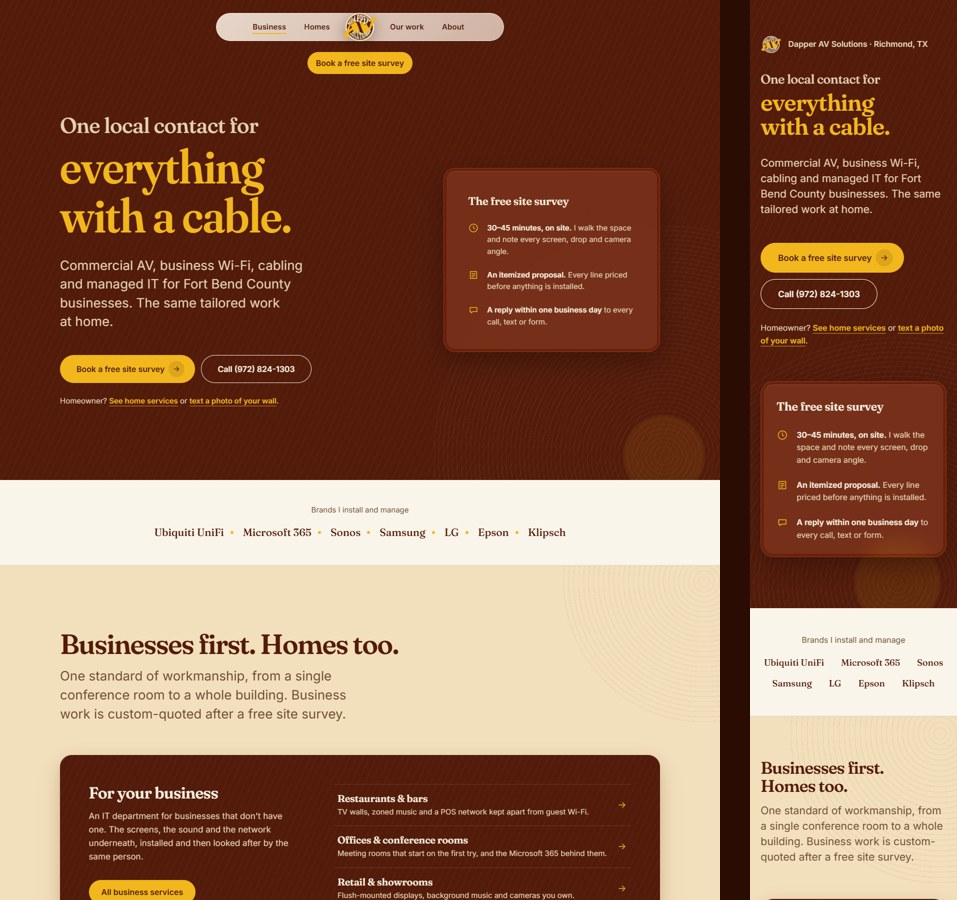 Business Homes AV Our work About
Book a free site survey
One local contact for
everything
with a cable.
Commercial AV, business Wi-Fi, cabling
and managed IT for Fort Bend County
businesses. The same tailored work
at home.
Book a free site survey →
Call (972) 824-1303
Homeowner? See home services or text a photo of your wall.
The free site survey
30–45 minutes, on site. I walk the space
and note every screen, drop and camera
angle.
An itemized proposal. Every line priced
before anything is installed.
A reply within one business day to every
call, text or form.
Brands I install and manage
Ubiquiti UniFi • Microsoft 365 • Sonos • Samsung • LG • Epson • Klipsch
Businesses first. Homes too.
One standard of workmanship, from a single
conference room to a whole building. Business
work is custom-quoted after a free site survey.
For your business
An IT department for businesses that don't have
one. The screens, the sound and the network
underneath, installed and then looked after by the
same person.
All business services
Restaurants & bars
TV walls, zoned music and a POS network kept apart from guest Wi-Fi.
→
Offices & conference rooms
Meeting rooms that start on the first try, and the Microsoft 365 behind them.
→
Retail & showrooms
Flush-mounted displays, background music and cameras you own.
→
AV Dapper AV Solutions · Richmond, TX
One local contact for
everything
with a cable.
Commercial AV, business Wi-Fi,
cabling and managed IT for Fort
Bend County businesses. The same
tailored work at home.
Book a free site survey →
Call (972) 824-1303
Homeowner? See home services or text a photo
of your wall.
The free site survey
30–45 minutes, on site. I walk the
space and note every screen, drop
and camera angle.
An itemized proposal. Every line
priced before anything is installed.
A reply within one business day to
every call, text or form.
Brands I install and manage
Ubiquiti UniFi Microsoft 365 Sonos
Samsung LG Epson Klipsch
Businesses first.
Homes too.
One standard of workmanship, from
a single conference room to a whole
building. Business work is custom-
quoted after a free site survey.